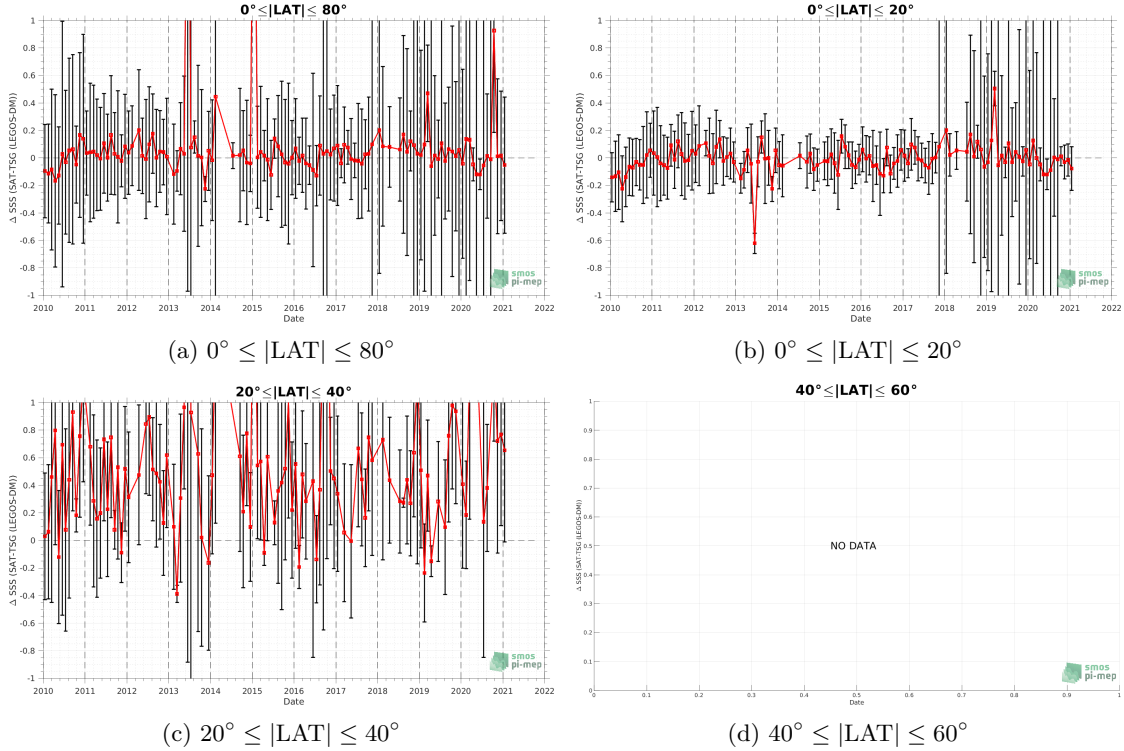 0°≤|LAT|≤ 80°
1
0.8
0.6
0.4
0.2
0
-0.2
-0.4
-0.6
-0.8
-1
Δ SSS (SAT-TSG (LEGOS-DM))
2010 2011 2012 2013 2014 2015 2016 2017 2018 2019 2020 2021 2022
Date
smos
pi-mep
(a) 0° ≤ |LAT| ≤ 80°
0°≤|LAT|≤ 20°
1
0.8
0.6
0.4
0.2
0
-0.2
-0.4
-0.6
-0.8
-1
Δ SSS (SAT-TSG (LEGOS-DM))
2010 2011 2012 2013 2014 2015 2016 2017 2018 2019 2020 2021 2022
Date
smos
pi-mep
(b) 0° ≤ |LAT| ≤ 20°
20°≤|LAT|≤ 40°
1
0.8
0.6
0.4
0.2
0
-0.2
-0.4
-0.6
-0.8
-1
Δ SSS (SAT-TSG (LEGOS-DM))
2010 2011 2012 2013 2014 2015 2016 2017 2018 2019 2020 2021 2022
Date
smos
pi-mep
(c) 20° ≤ |LAT| ≤ 40°
40°≤|LAT|≤ 60°
1
0.9
0.8
0.7
0.6
0.5
0.4
0.3
0.2
0.1
0
Δ SSS (SAT-TSG (LEGOS-DM))
NO DATA
0 0.1 0.2 0.3 0.4 0.5 0.6 0.7 0.8 0.9 1
Date
smos
pi-mep
(d) 40° ≤ |LAT| ≤ 60°